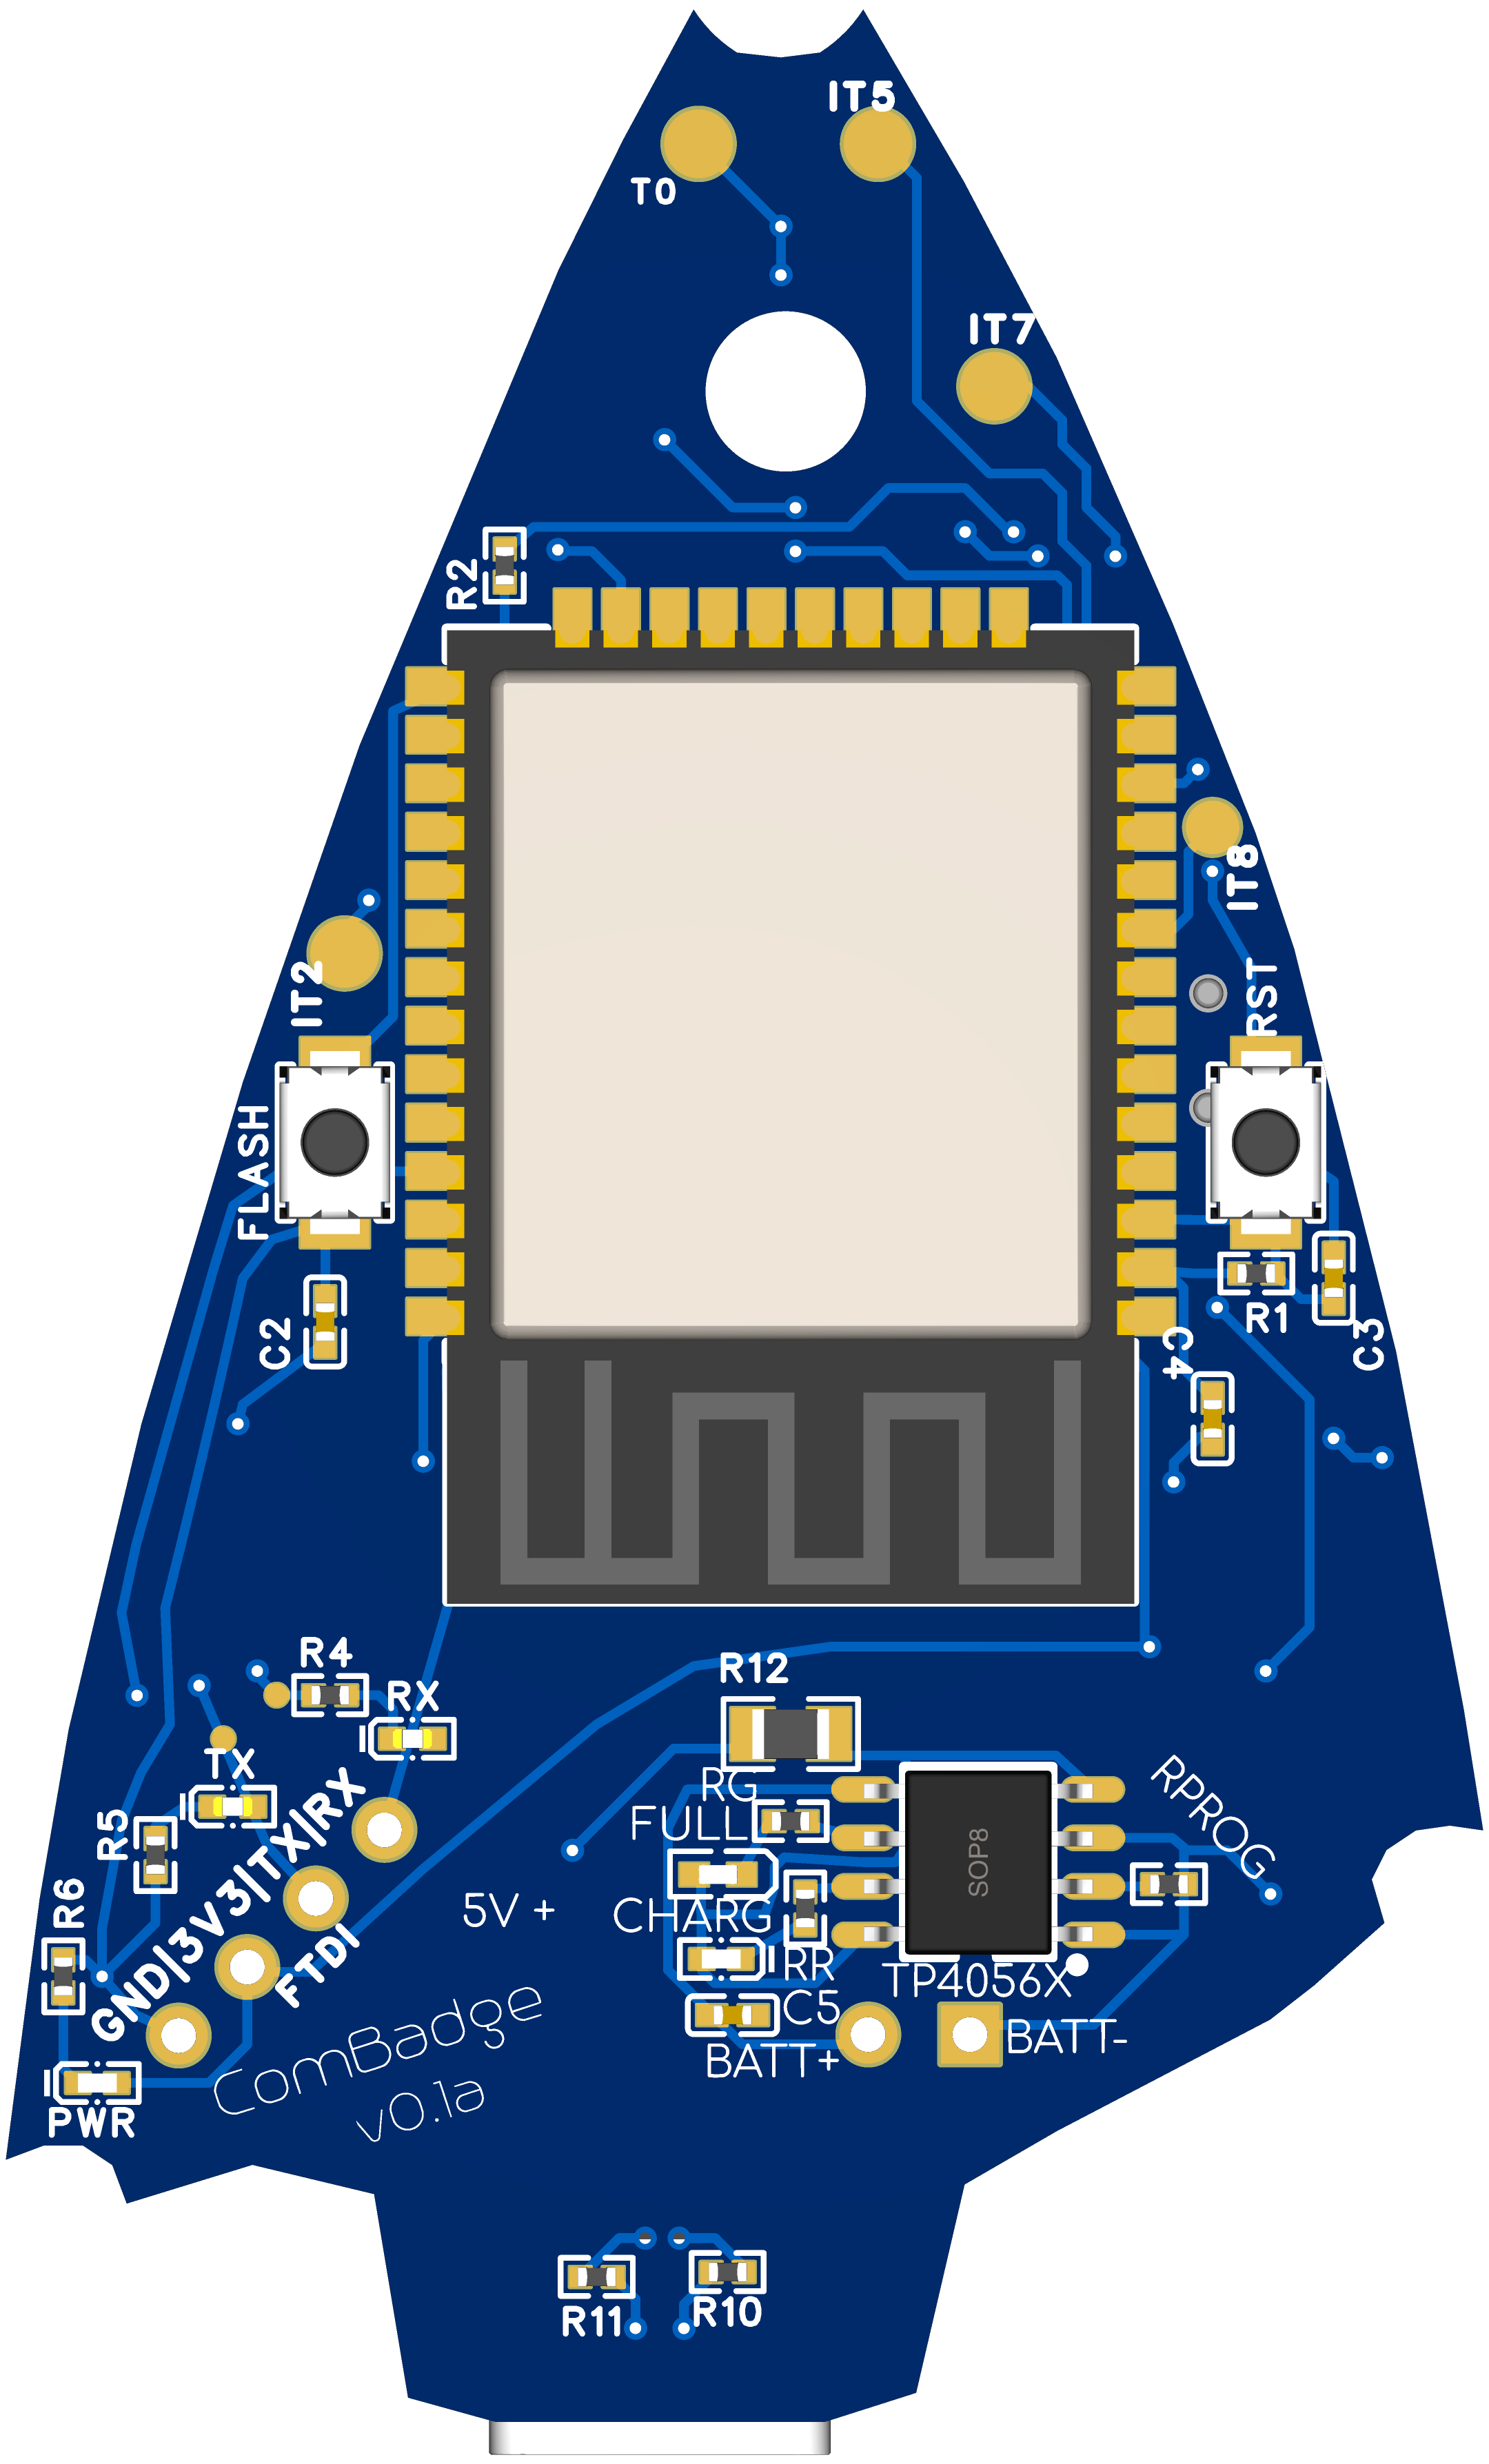 IT5
T0
IT7
R2
IT8
IT2
RST
FLASH
R1
C2
C3
C4
R4
R12
RX
TX
RG
RPROG
FULL
R5
GND|3V3|TX|RX
SOP8
R6
5V +
CHARG
FTDI
RR
TP4056X
C5
ComBadge
v0.1a
BATT+
BATT-
PWR
R11
R10